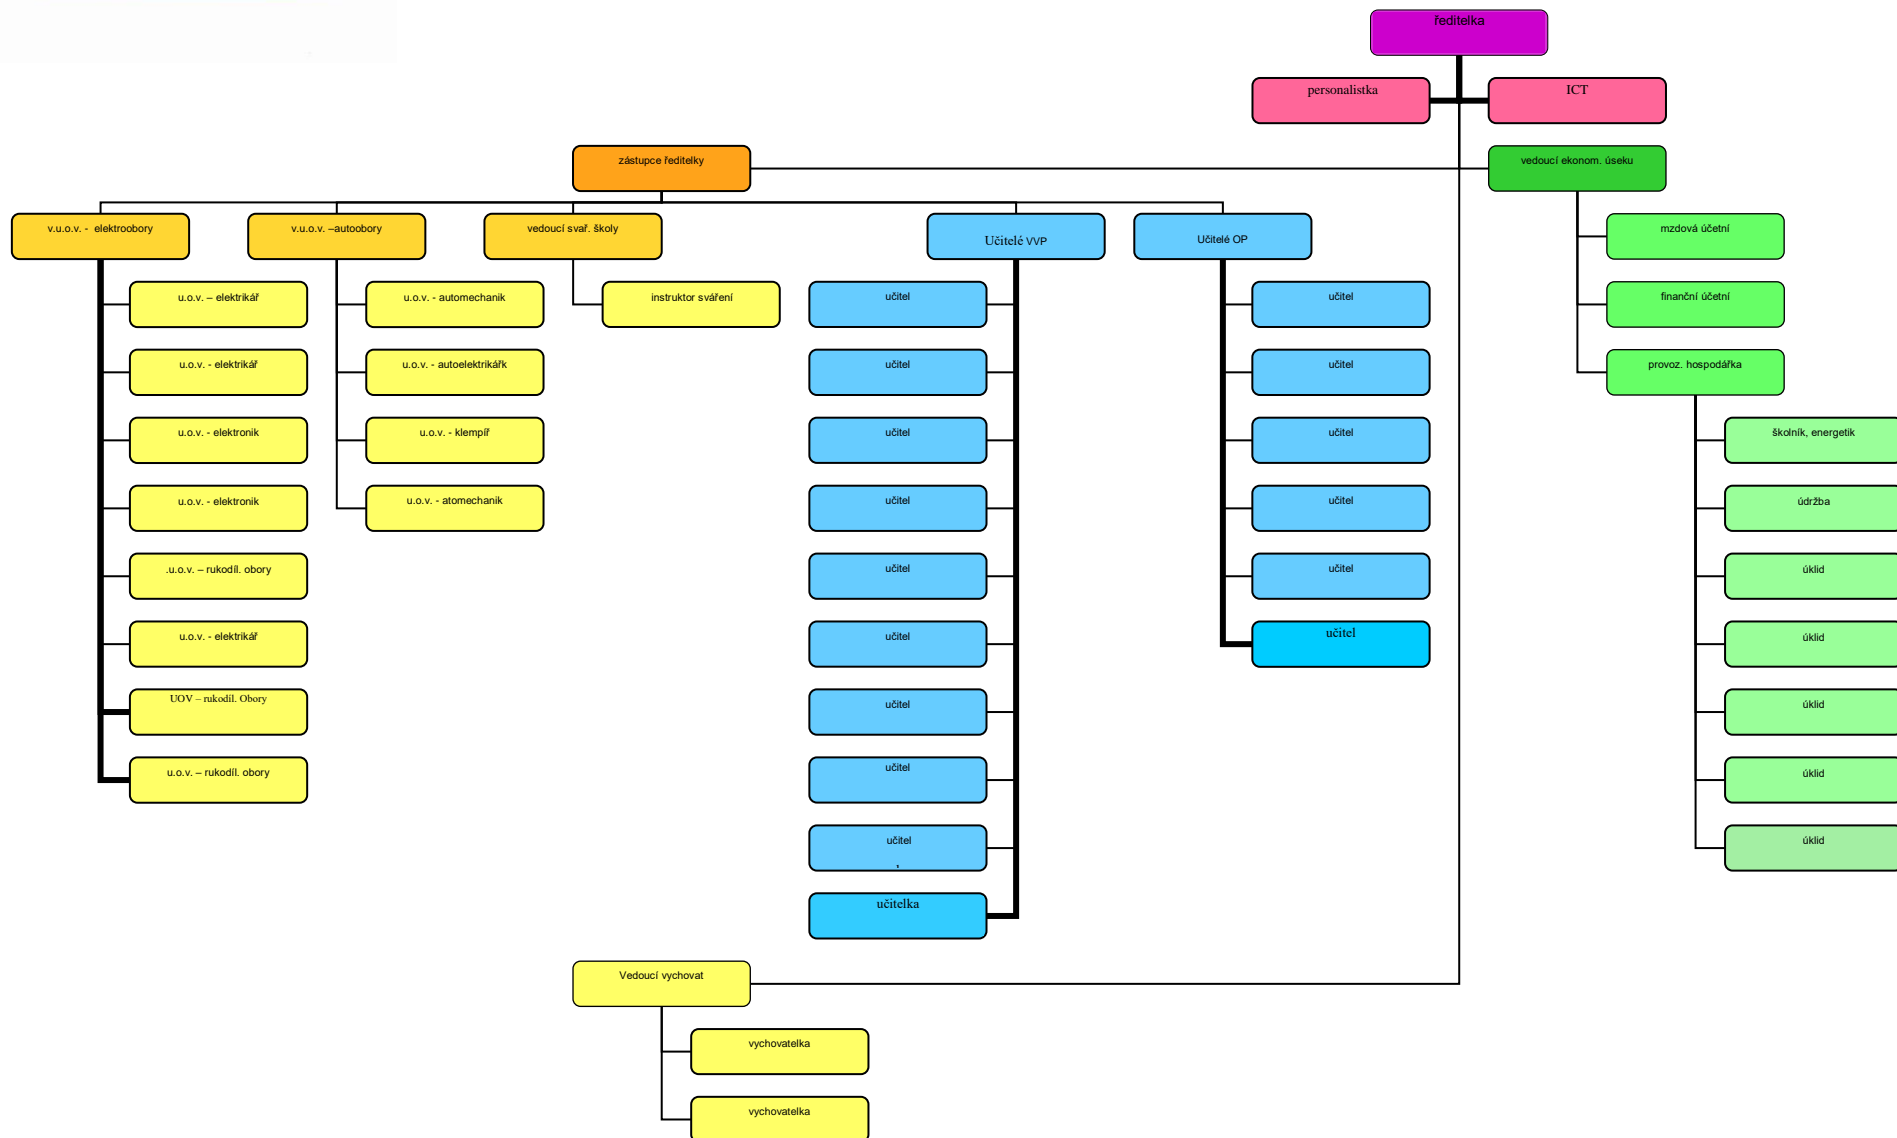 ředitelka
personalistka
ICT
zástupce ředitelky
vedoucí ekonom. úseku
v.u.o.v. - elektroobory
v.u.o.v. –autoobory
vedoucí svař. školy
Učitelé VVP
Učitelé OP
mzdová účetní
u.o.v. – elektrikář
u.o.v. - automechanik
instruktor sváření
učitel
učitel
finanční účetní
u.o.v. - elektrikář
u.o.v. - autoelektrikářk
učitel
učitel
provoz. hospodářka
u.o.v. - elektronik
u.o.v. - klempíř
učitel
učitel
školník, energetik
u.o.v. - elektronik
u.o.v. - atomechanik
učitel
učitel
údržba
.u.o.v. – rukodíl. obory
učitel
učitel
úklid
u.o.v. - elektrikář
učitel
učitel
úklid
UOV – rukodil. Obory
učitel
úklid
u.o.v. – rukodíl. obory
učitel
úklid
učitel
úklid
učitelka
Vedoucí vychovat
vychovatelka
vychovatelka